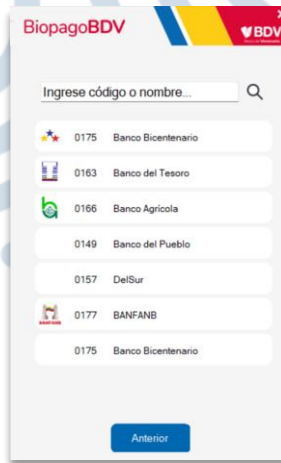 BiopagoBDV
BDV
Ingrese código o nombre...
0175 Banco Bicentenario
0163 Banco del Tesoro
0166 Banco Agrícola
0149 Banco del Pueblo
0157 DelSur
0177 BANFANB
BANFANB
0175 Banco Bicentenario
Anterior